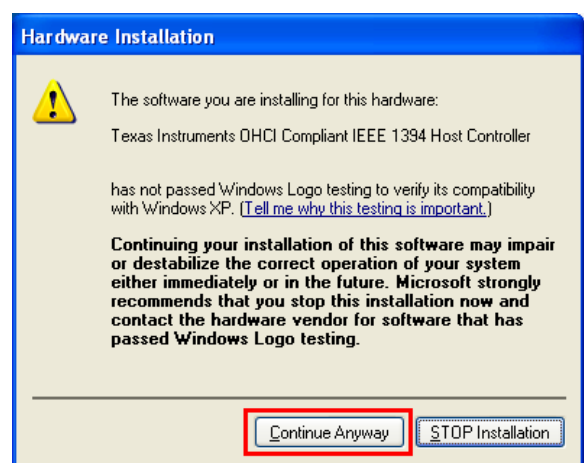 Hardware Installation
The software you are installing for this hardware:
Texas Instruments OHCI Compliant IEEE 1394 Host Controller
has not passed Windows Logo testing to verify its compatibility
with Windows XP. (Tell me why this testing is important.)
Continuing your installation of this software may impair
or destabilize the correct operation of your system
either immediately or in the future. Microsoft strongly
recommends that you stop this installation now and
contact the hardware vendor for software that has
passed Windows Logo testing.
Continue Anyway STOP Installation